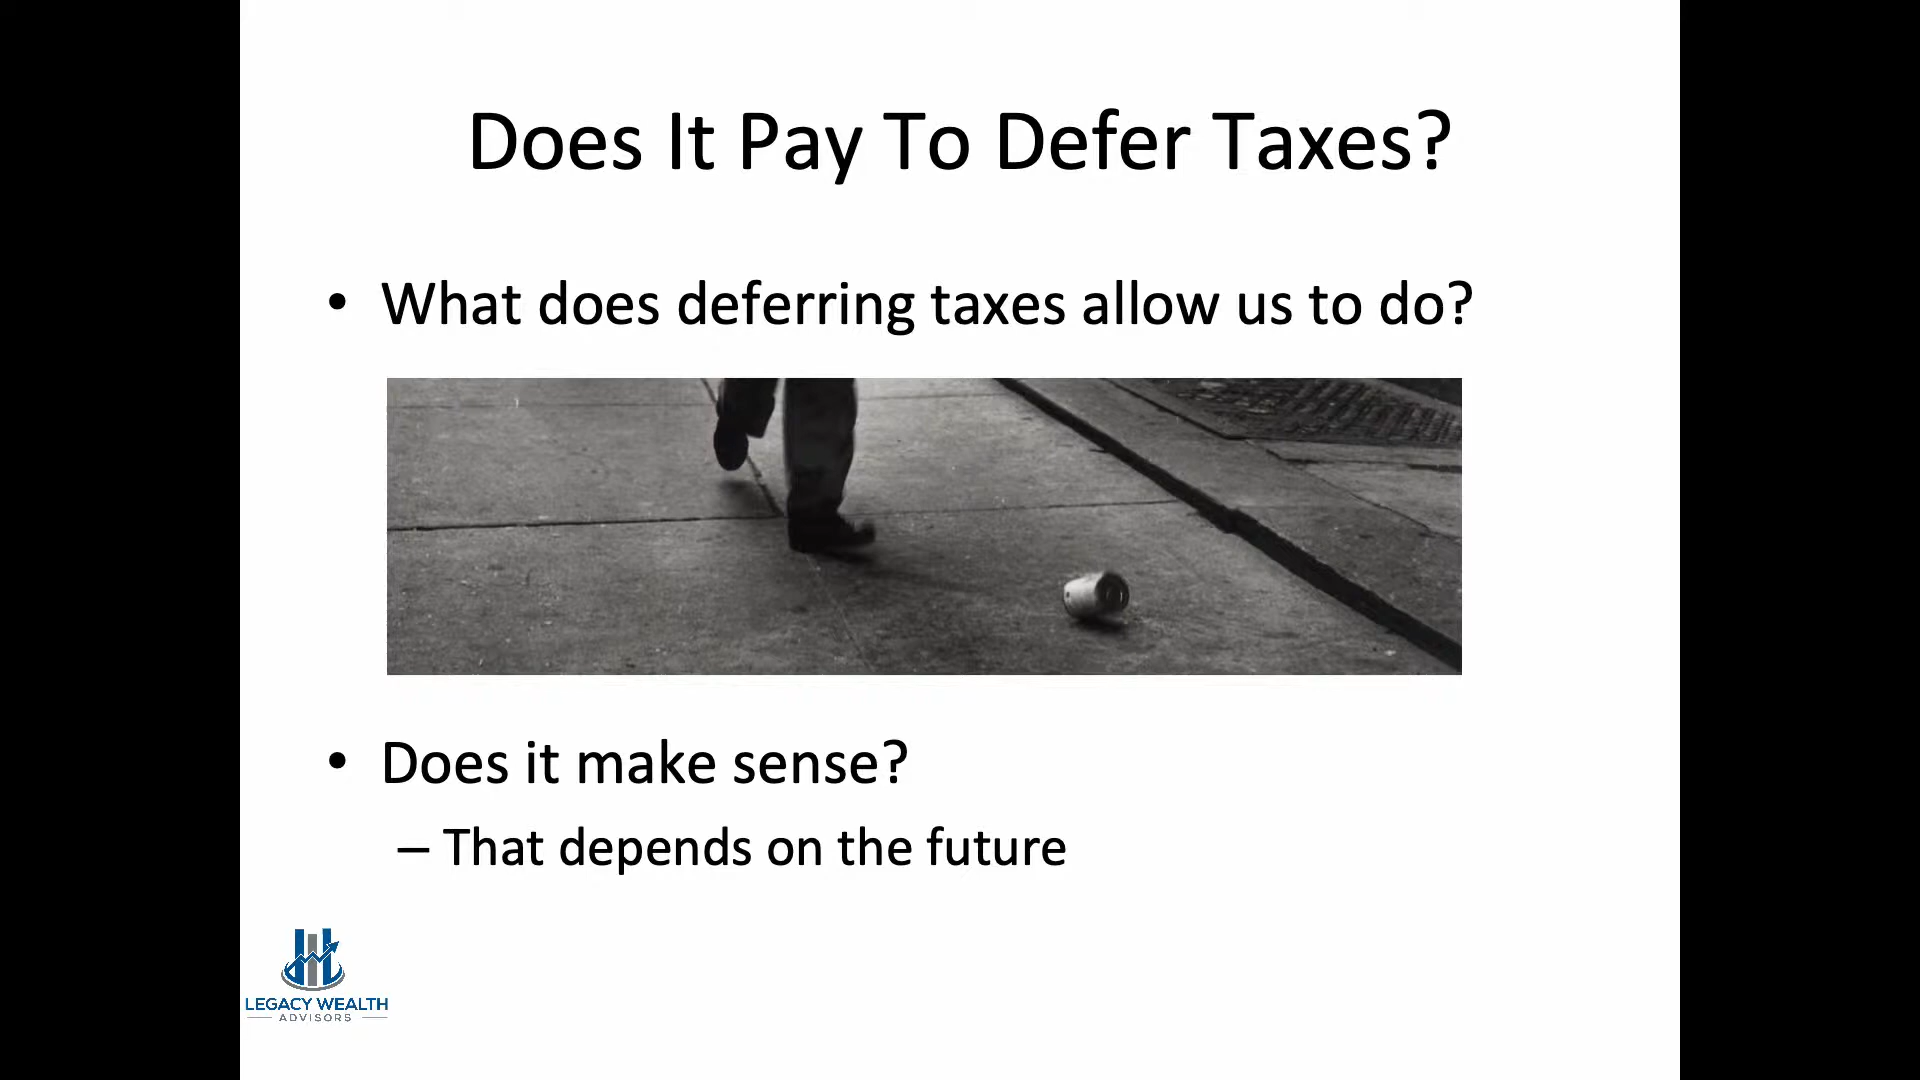 Does It Pay To Defer Taxes?
• What does deferring taxes allow us to do?
• Does it make sense?
– That depends on the future
LEGACY WEALTH
ADVISORS